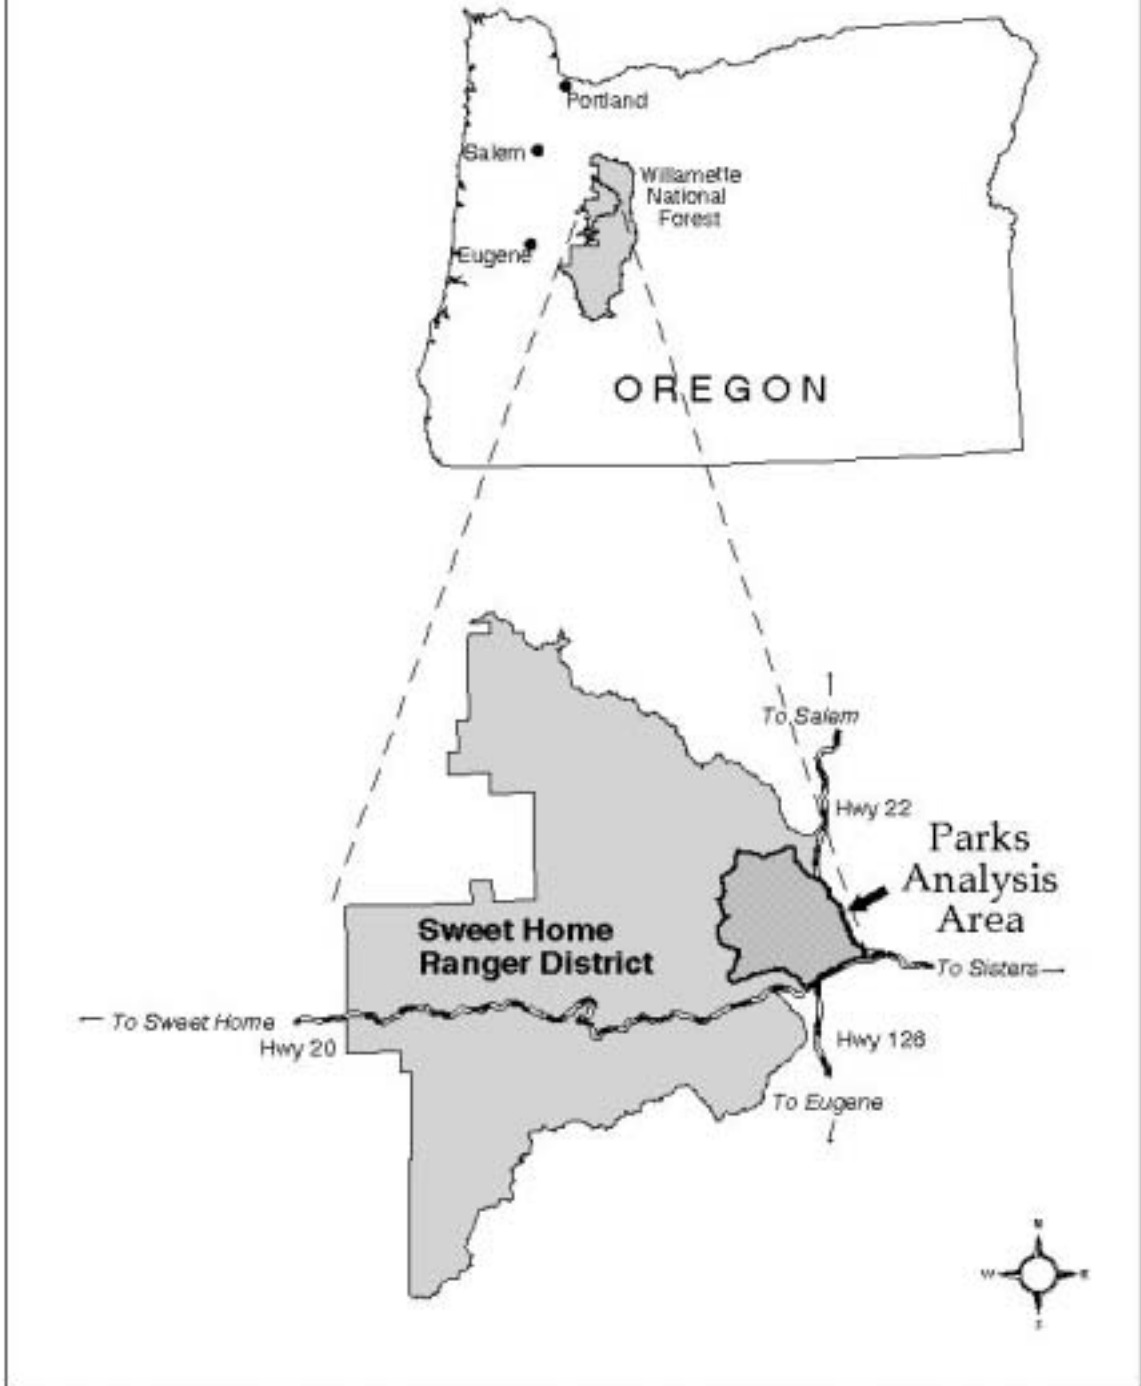 Portland
Salem
Willamette
National
Forest
Eugene
OREGON
To Salem
Hwy 22
Parks
Analysis
Area
Sweet Home
Ranger District
To Sisters
To Sweet Home
Hwy 20
Hwy 126
To Eugene
N
W E
S